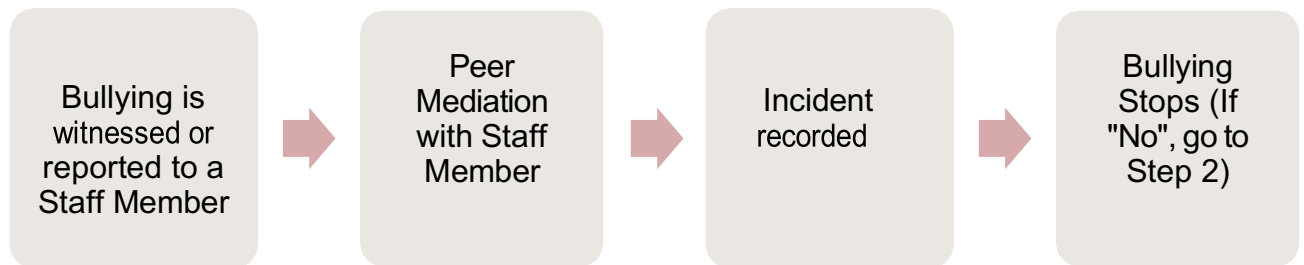 Bullying is
witnessed or
reported to a
Staff Member
Peer
Mediation
with Staff
Member
Incident
recorded
Bullying
Stops (If
"No", go to
Step 2)